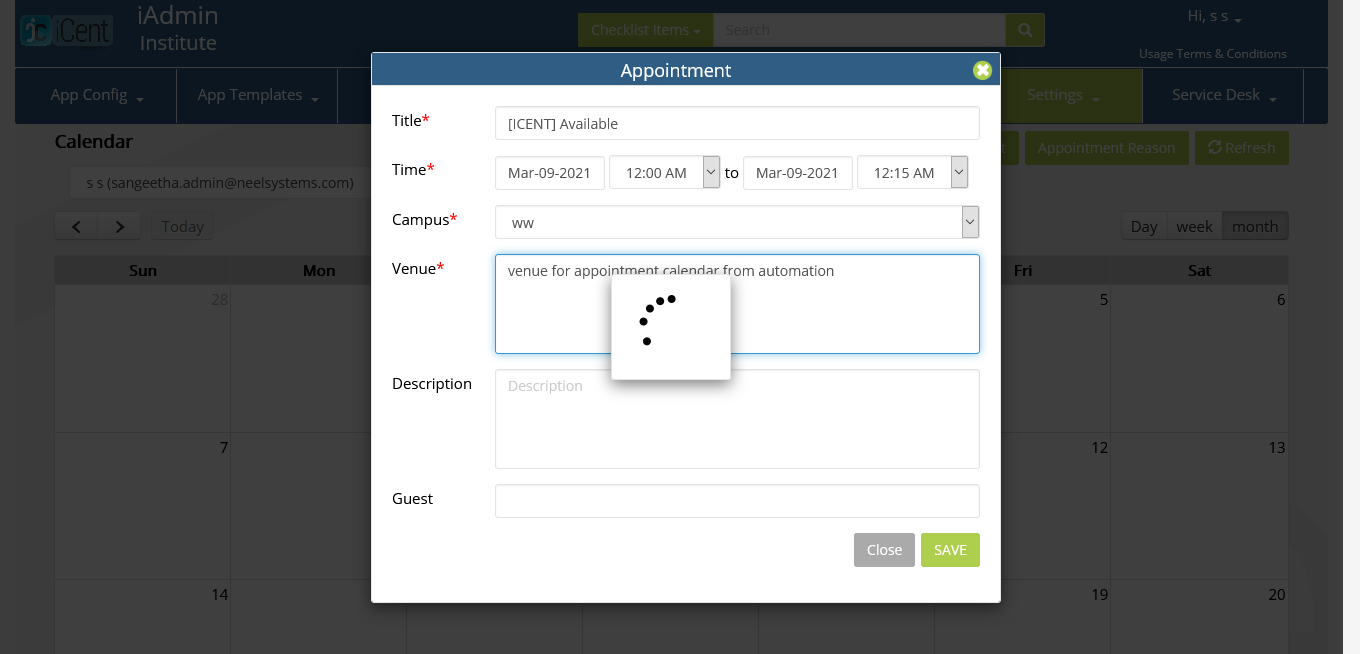 iCent
iAdmin
Institute
Checklist Items
Search
Hi, s s
Usage Terms & Conditions
App Config
App Templates
Settings
Service Desk
Calendar
Appointment Reason
Refresh
s s (sangeetha.admin@neelsystems.com)
Today
Day week month
Sun Mon Fri Sat
28 5 6
7 12 13
14 19 20
Appointment
Title*
[ICENT] Available
Time*
Mar-09-2021 12:00 AM to Mar-09-2021 12:15 AM
Campus*
ww
Venue*
venue for appointment calendar from automation
Description
Description
Guest
Close SAVE